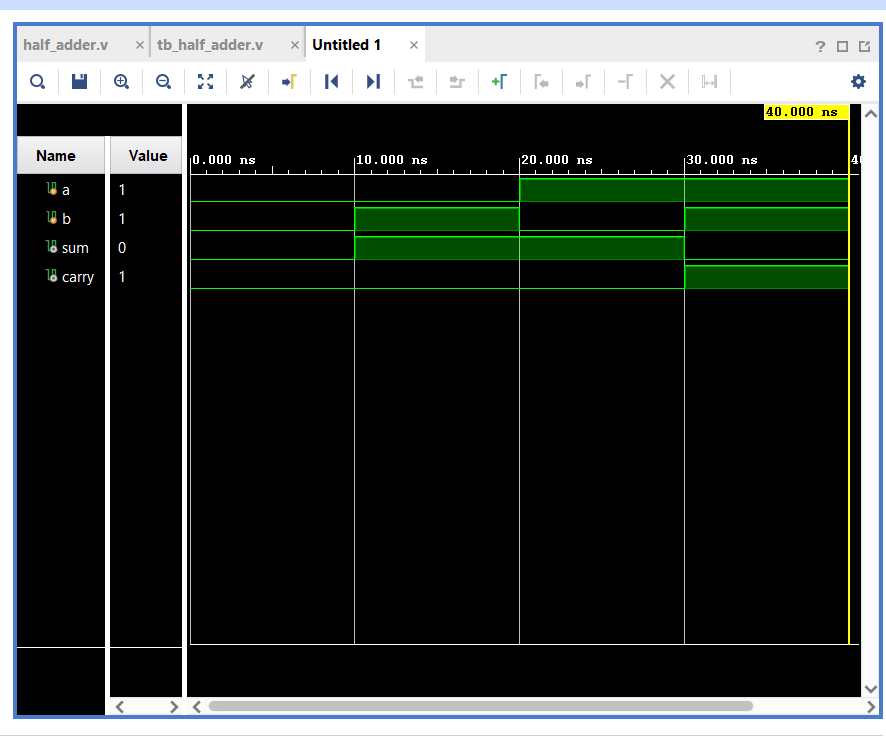 half_adder.v × tb_half_adder.v × Untitled 1 × ?
40.000 ns
Name Value 0.000 ns 10.000 ns 20.000 ns 30.000 ns
a 1
b 1
sum 0
carry 1